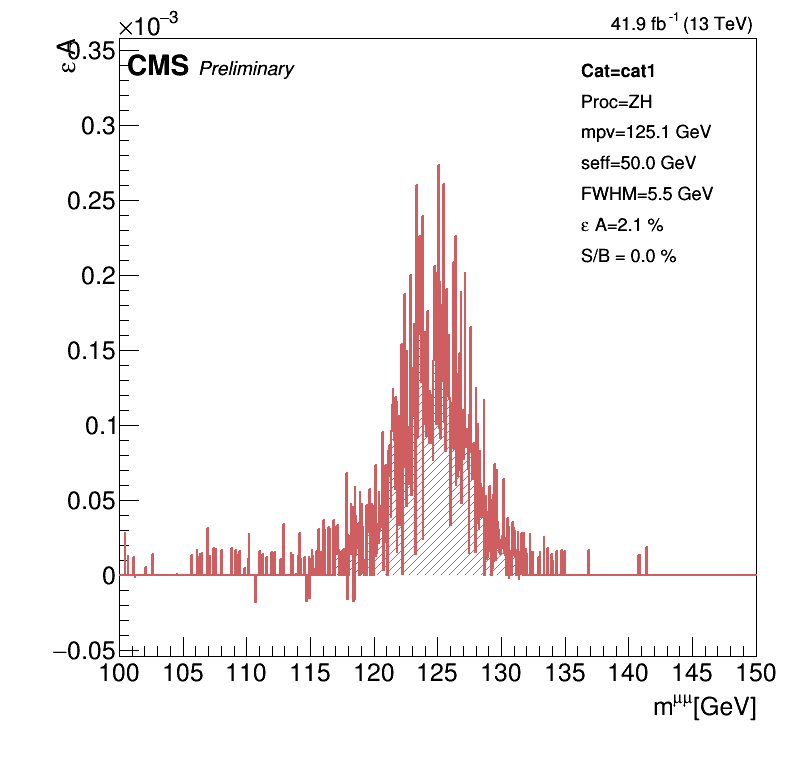 ×10⁻³
41.9 fb⁻¹ (13 TeV)
ε A
CMS Preliminary
Cat=cat1
Proc=ZH
mpv=125.1 GeV
seff=50.0 GeV
FWHM=5.5 GeV
ε A=2.1 %
S/B = 0.0 %
0.35
0.3
0.25
0.2
0.15
0.1
0.05
0
−0.05
100 105 110 115 120 125 130 135 140 145 150
m^μμ[GeV]